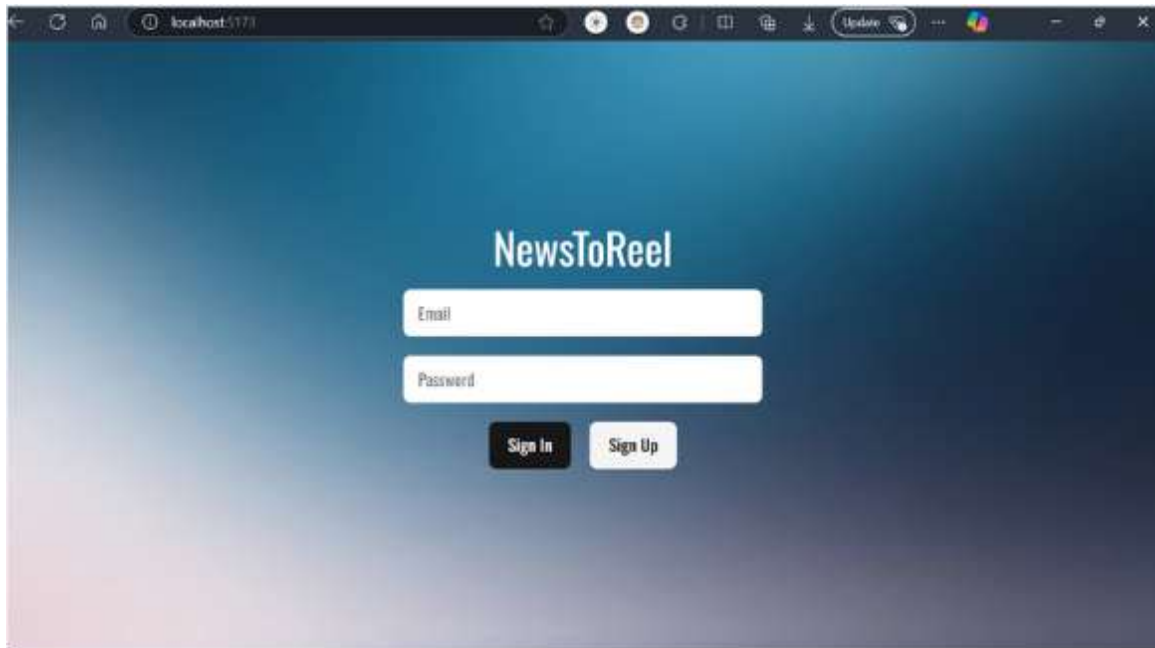 localhost:5173
Update
NewsToReel
Email
Password
Sign In
Sign Up